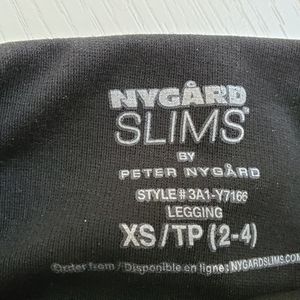 NYGÅRD
SLIMS®
BY
PETER NYGÅRD
STYLE # 3A1-Y7166
LEGGING
XS/TP (2-4)
Order from/Disponible en ligne: NYGARDSLIMS.COM